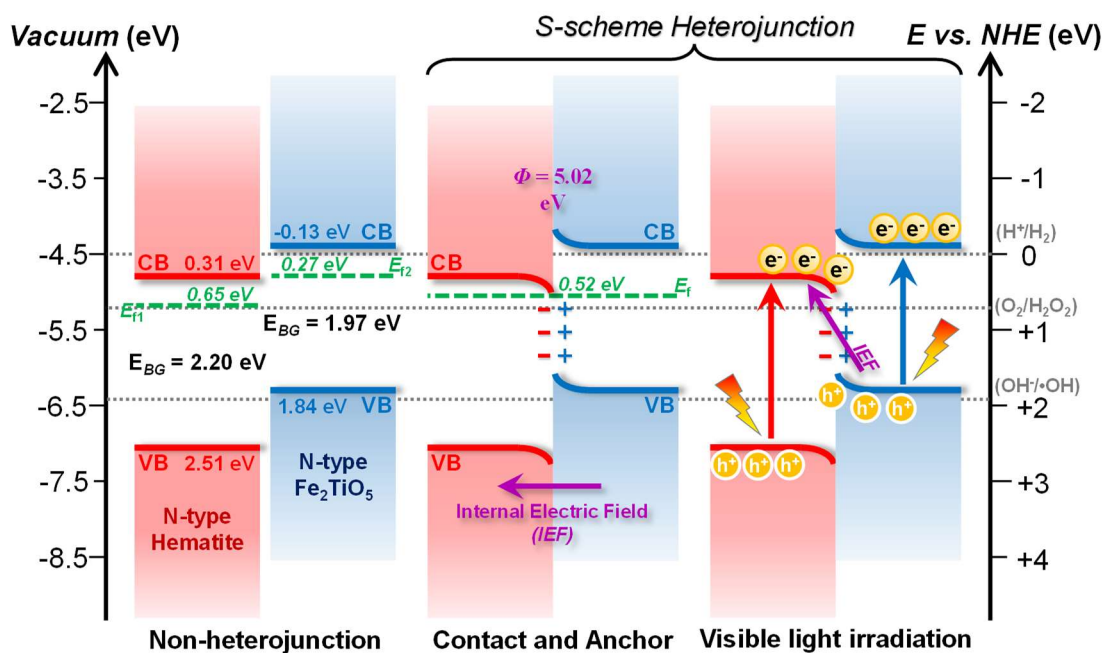 S-scheme Heterojunction
Vacuum (eV)
E vs. NHE (eV)
-2.5
-3.5
-4.5
-5.5
-6.5
-7.5
-8.5
-0.13 eV CB
CB 0.31 eV
0.27 eV E_f2
0.65 eV
E_f1
E_BG = 1.97 eV
E_BG = 2.20 eV
1.84 eV VB
VB 2.51 eV
N-type
Fe₂TiO₅
N-type
Hematite
Non-heterojunction
Φ = 5.02
eV
CB
CB
0.52 eV E_f
- +
- +
- +
VB
VB
Internal Electric Field
(IEF)
Contact and Anchor
e⁻ e⁻ e⁻
e⁻ e⁻ e⁻
- +
- +
- +
IEF
h⁺ h⁺ h⁺
h⁺ h⁺ h⁺
Visible light irradiation
-2
-1
(H⁺/H₂)
0
(O₂/H₂O₂)
+1
(OH⁻/•OH)
+2
+3
+4